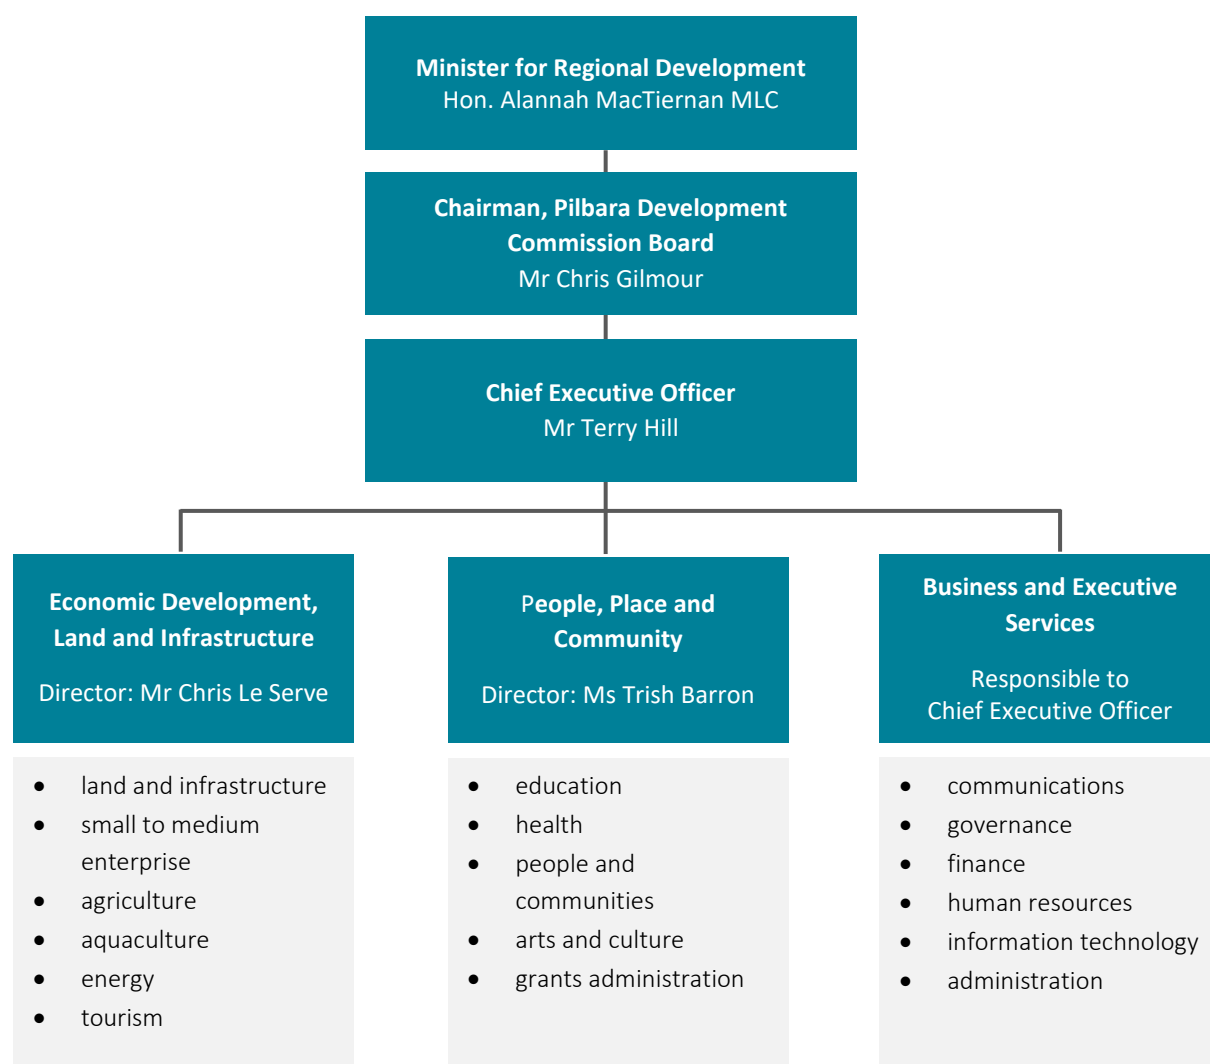 Minister for Regional Development
Hon. Alannah MacTiernan MLC
Chairman, Pilbara Development
Commission Board
Mr Chris Gilmour
Chief Executive Officer
Mr Terry Hill
Economic Development,
Land and Infrastructure
Director: Mr Chris Le Serve
• land and infrastructure
• small to medium
enterprise
• agriculture
• aquaculture
• energy
• tourism
People, Place and
Community
Director: Ms Trish Barron
• education
• health
• people and
communities
• arts and culture
• grants administration
Business and Executive
Services
Responsible to
Chief Executive Officer
• communications
• governance
• finance
• human resources
• information technology
• administration